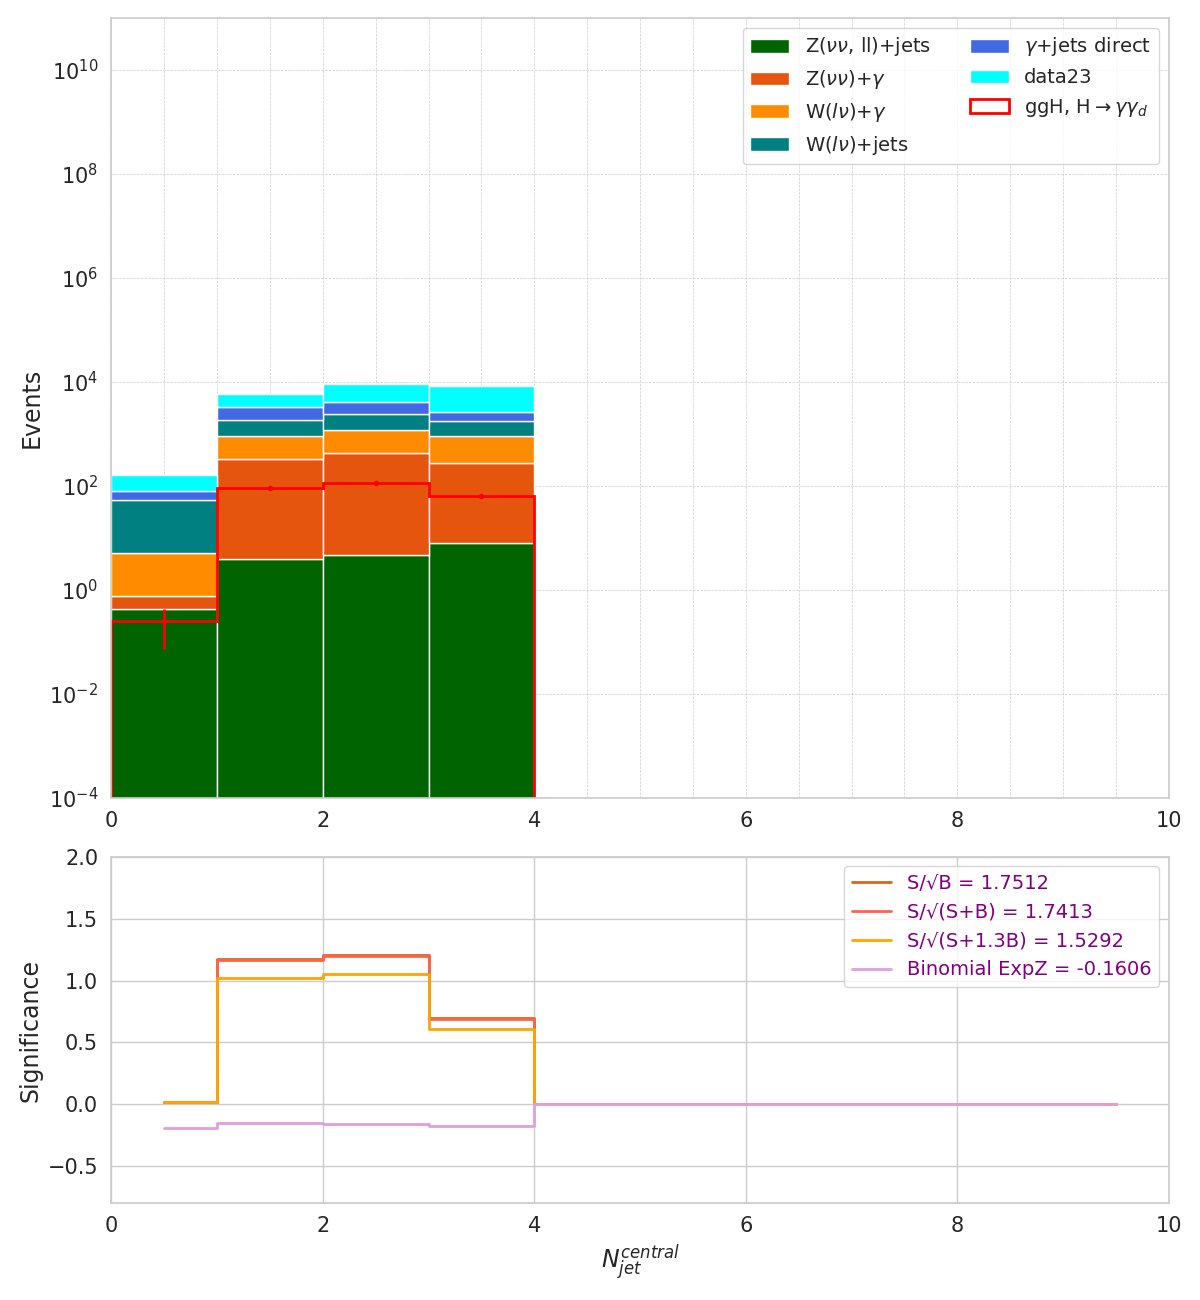 Z(νν, ll)+jets
Z(νν)+γ
W(lν)+γ
W(lν)+jets
γ+jets direct
data23
ggH, H→γγ_d
Events
10^10
10^8
10^6
10^4
10^2
10^0
10^−2
10^−4
0 2 4 6 8 10
S/√B = 1.7512
S/√(S+B) = 1.7413
S/√(S+1.3B) = 1.5292
Binomial ExpZ = -0.1606
Significance
2.0
1.5
1.0
0.5
0.0
−0.5
0 2 4 6 8 10
N_jet^central